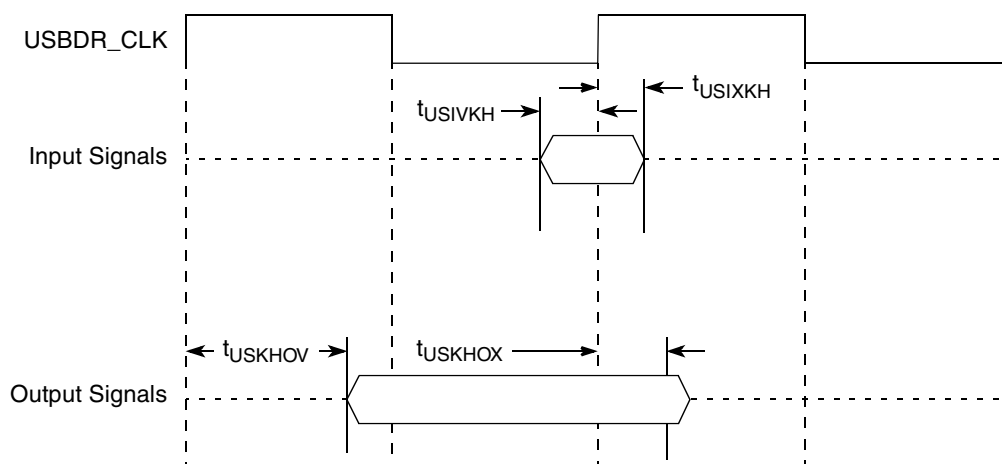 USBDR_CLK
tUSIXKH
tUSIVKH
Input Signals
tUSKHOV
tUSKHOX
Output Signals